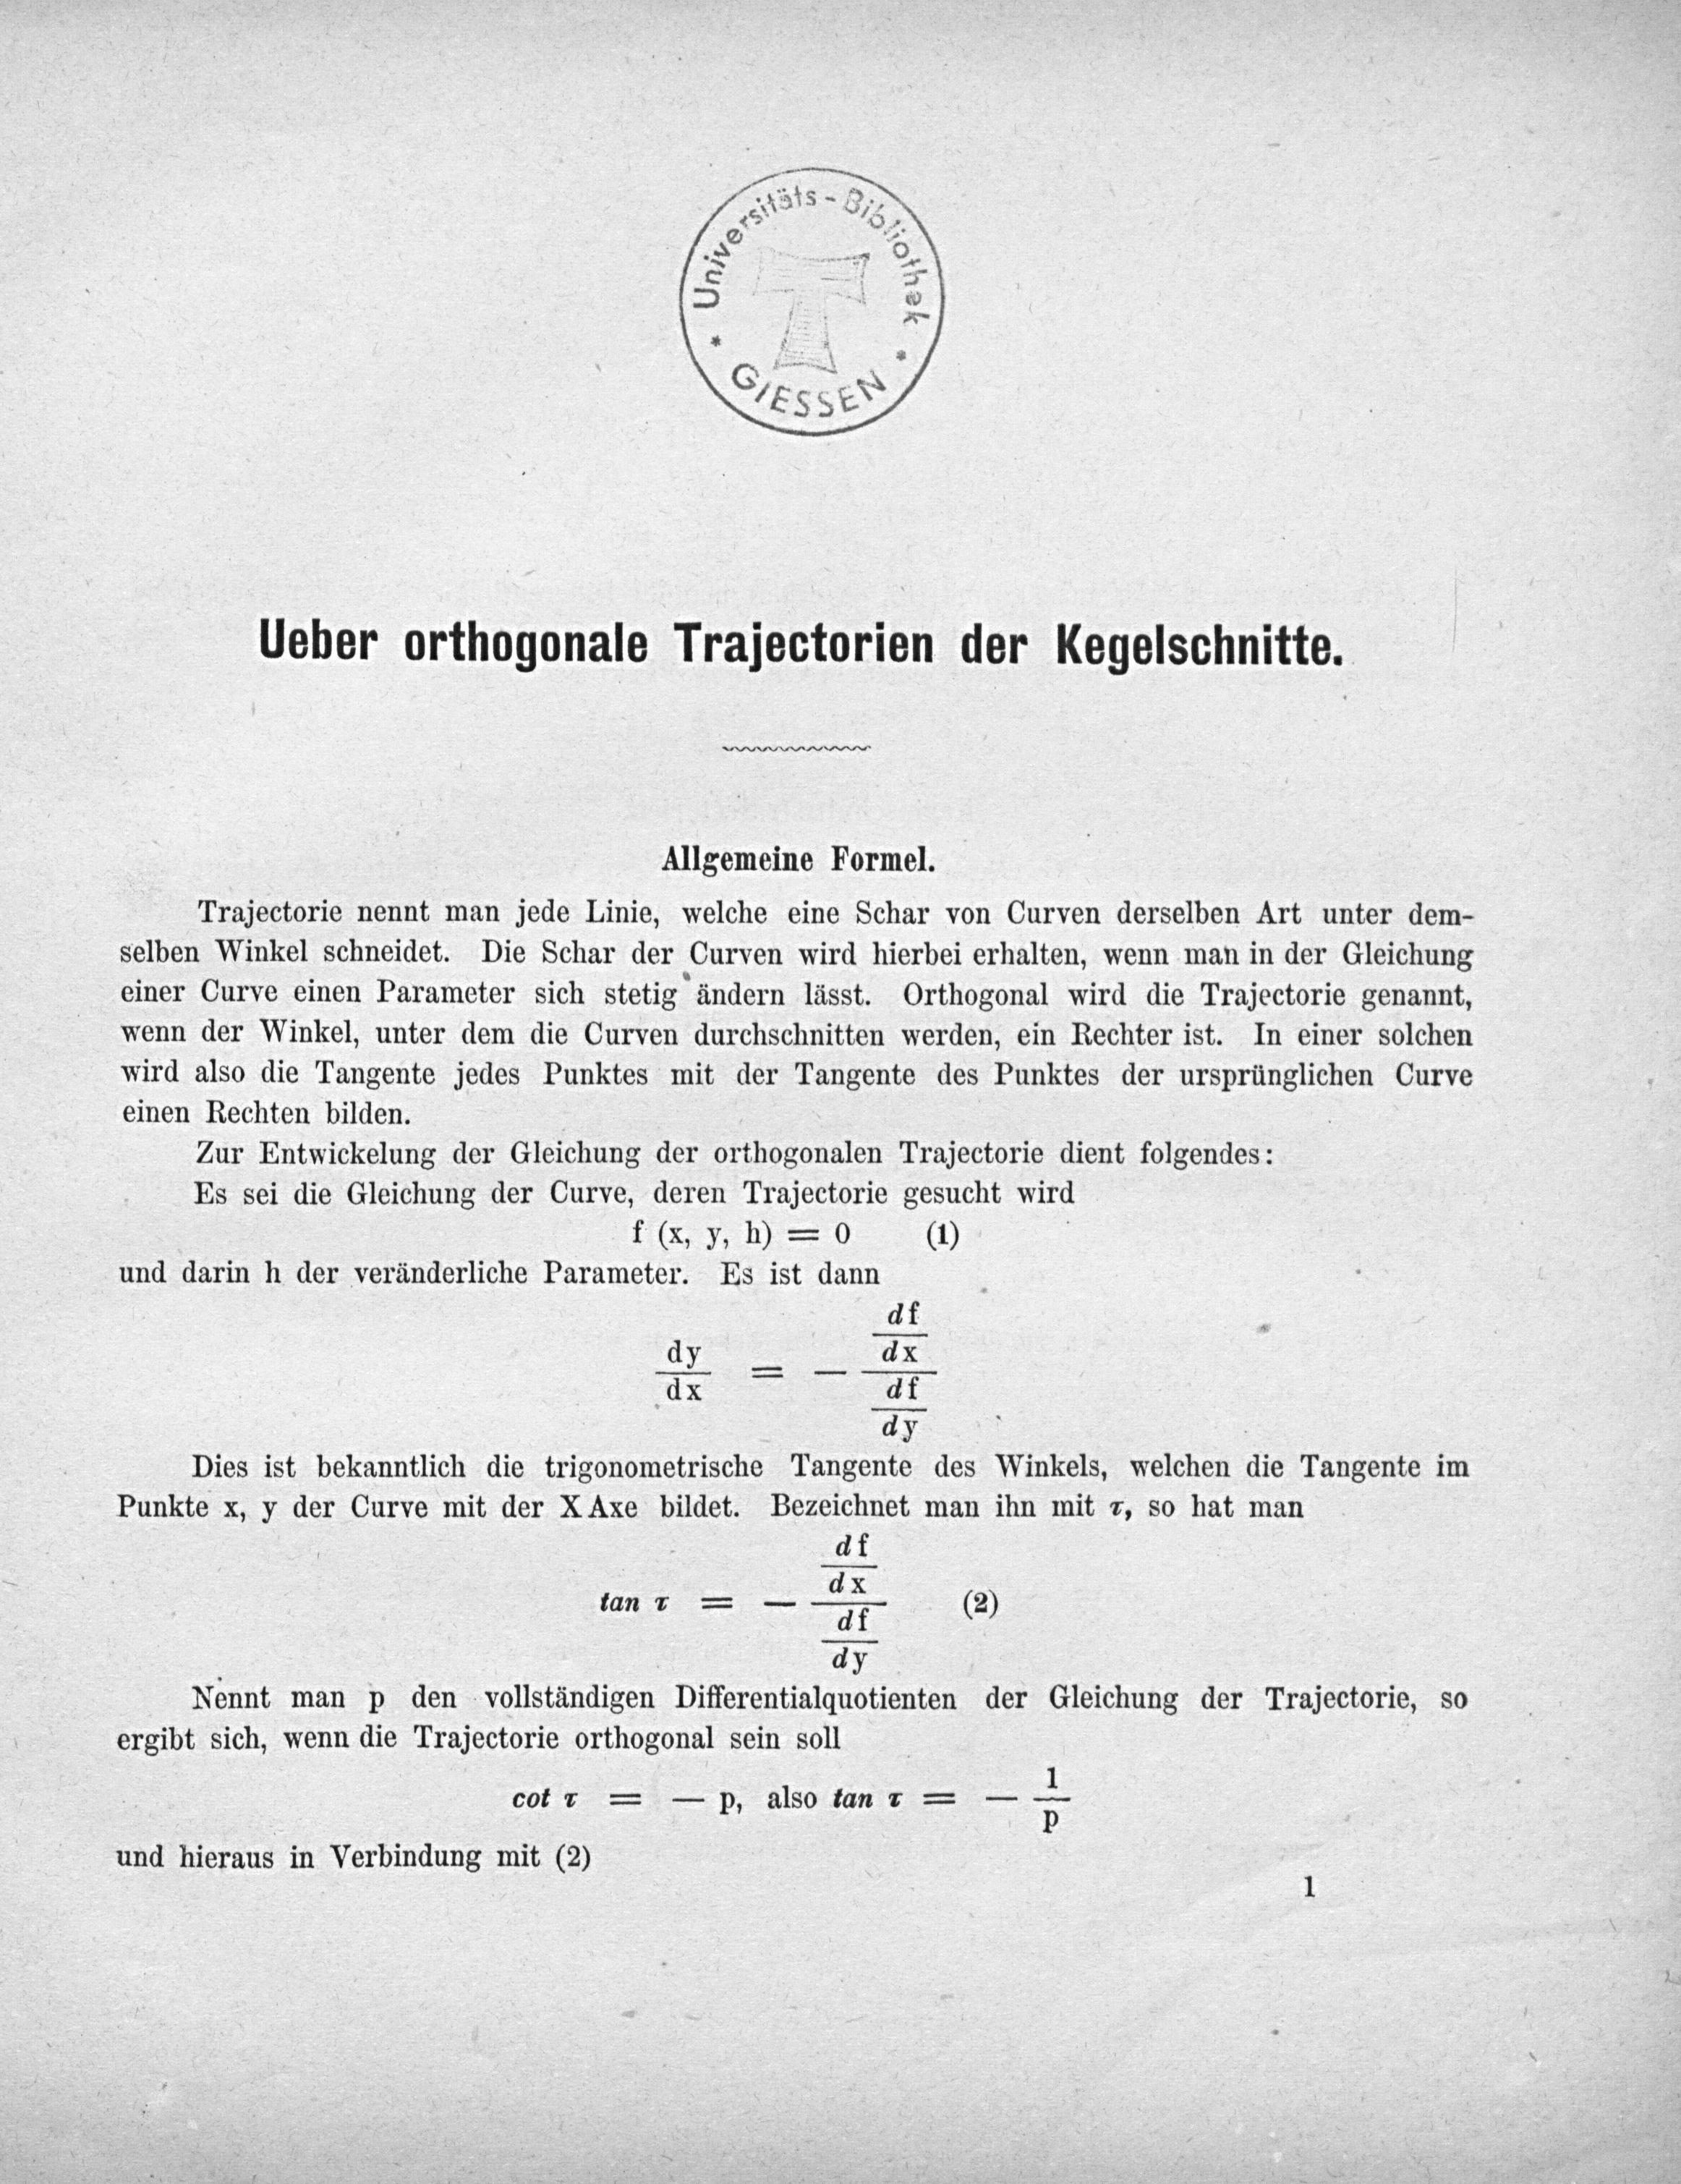 Universitäts-Bibliothek
* GIESSEN *
Ueber orthogonale Trajectorien der Kegelschnitte.
Allgemeine Formel.
Trajectorie nennt man jede Linie, welche eine Schar von Curven derselben Art unter dem-
selben Winkel schneidet. Die Schar der Curven wird hierbei erhalten, wenn man in der Gleichung
einer Curve einen Parameter sich stetig ändern lässt. Orthogonal wird die Trajectorie genannt,
wenn der Winkel, unter dem die Curven durchschnitten werden, ein Rechter ist. In einer solchen
wird also die Tangente jedes Punktes mit der Tangente des Punktes der ursprünglichen Curve
einen Rechten bilden.
Zur Entwickelung der Gleichung der orthogonalen Trajectorie dient folgendes:
Es sei die Gleichung der Curve, deren Trajectorie gesucht wird
f (x, y, h) = 0 (1)
und darin h der veränderliche Parameter. Es ist dann
df
dy dx
— = — —
dx df
dy
Dies ist bekanntlich die trigonometrische Tangente des Winkels, welchen die Tangente im
Punkte x, y der Curve mit der X Axe bildet. Bezeichnet man ihn mit τ, so hat man
df
dx
tan τ = — — (2)
df
dy
Nennt man p den vollständigen Differentialquotienten der Gleichung der Trajectorie, so
ergibt sich, wenn die Trajectorie orthogonal sein soll
cot τ = — p, also tan τ = — 1/p
und hieraus in Verbindung mit (2)
1